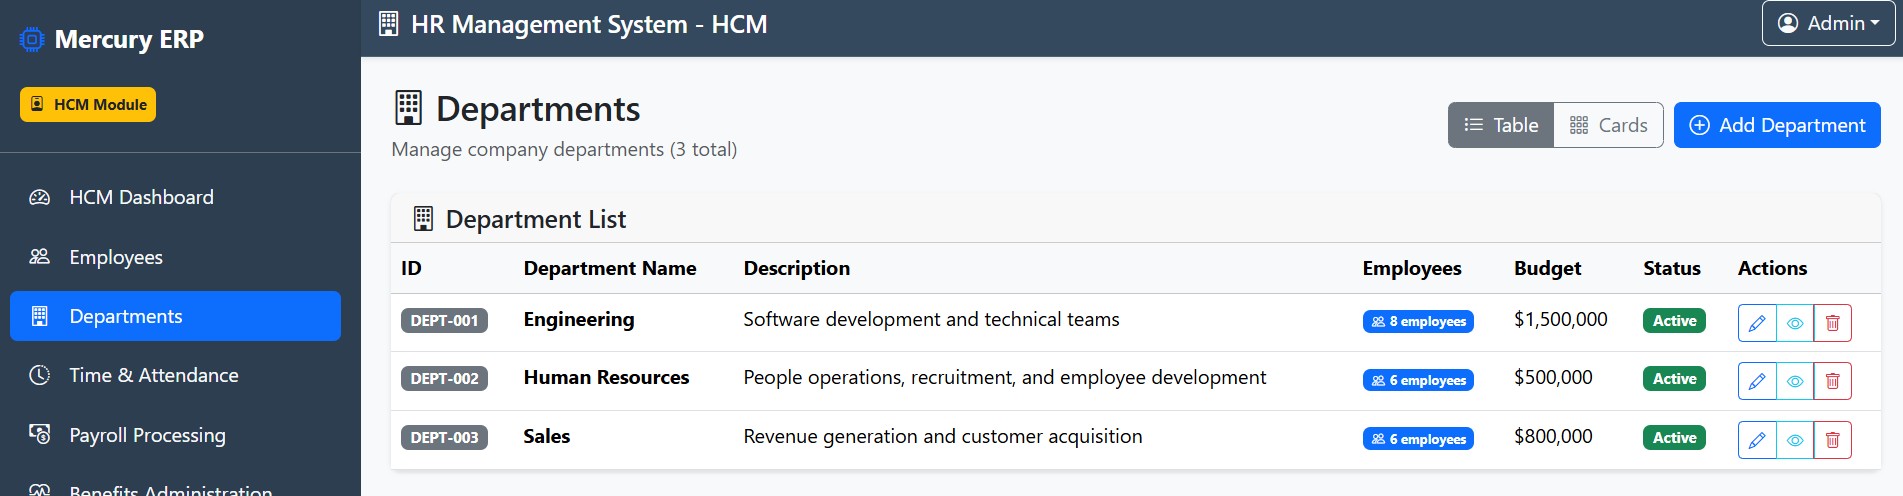 Mercury ERP
HCM Module
HCM Dashboard
Employees
Departments
Time & Attendance
Payroll Processing
Benefits Administration
HR Management System - HCM
Admin
Departments
Manage company departments (3 total)
Table Cards Add Department
Department List
ID Department Name Description Employees Budget Status Actions
DEPT-001 Engineering Software development and technical teams 8 employees $1,500,000 Active
DEPT-002 Human Resources People operations, recruitment, and employee development 6 employees $500,000 Active
DEPT-003 Sales Revenue generation and customer acquisition 6 employees $800,000 Active